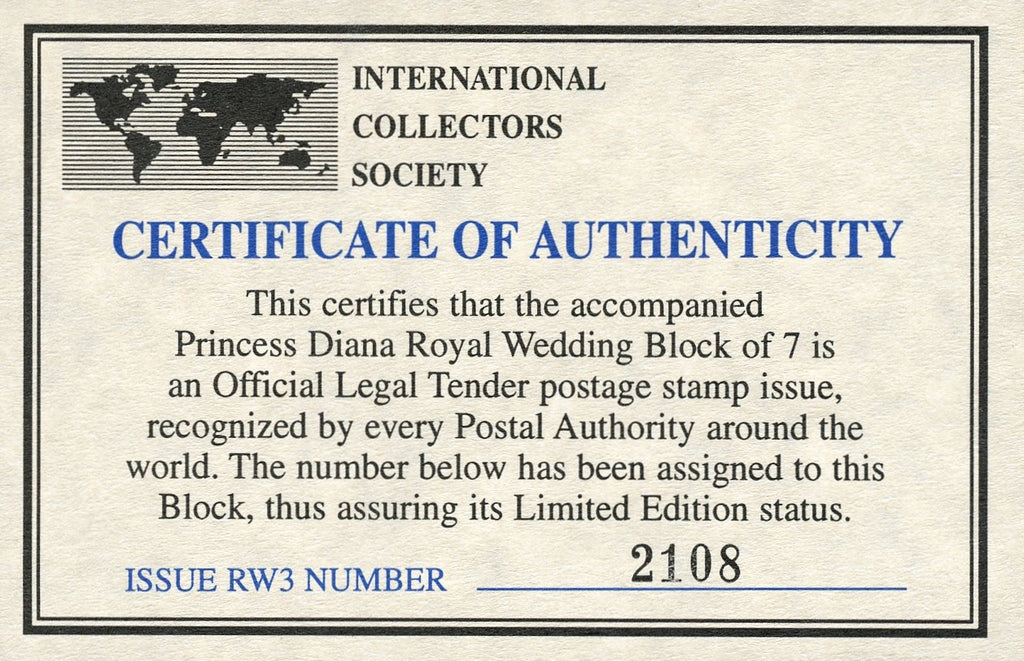 INTERNATIONAL
COLLECTORS
SOCIETY
CERTIFICATE OF AUTHENTICITY
This certifies that the accompanied
Princess Diana Royal Wedding Block of 7 is
an Official Legal Tender postage stamp issue,
recognized by every Postal Authority around the
world. The number below has been assigned to this
Block, thus assuring its Limited Edition status.
ISSUE RW3 NUMBER 2108